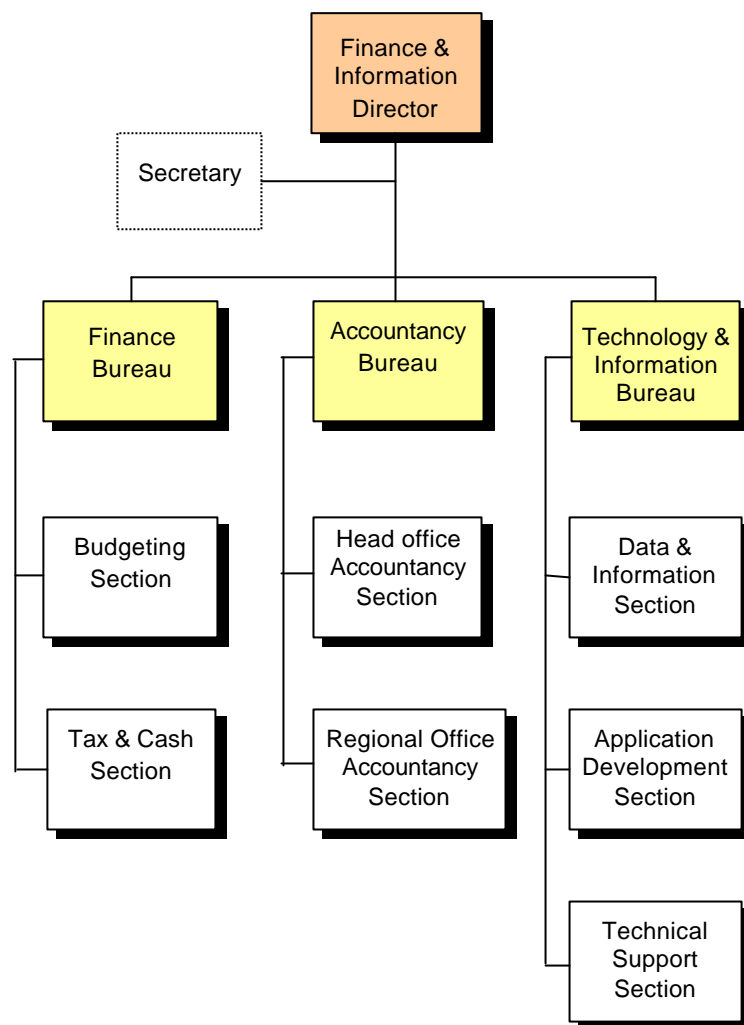 Finance &
Information
Director
Secretary
Finance
Bureau
Accountancy
Bureau
Technology &
Information
Bureau
Budgeting
Section
Head office
Accountancy
Section
Data &
Information
Section
Tax & Cash
Section
Regional Office
Accountancy
Section
Application
Development
Section
Technical
Support
Section